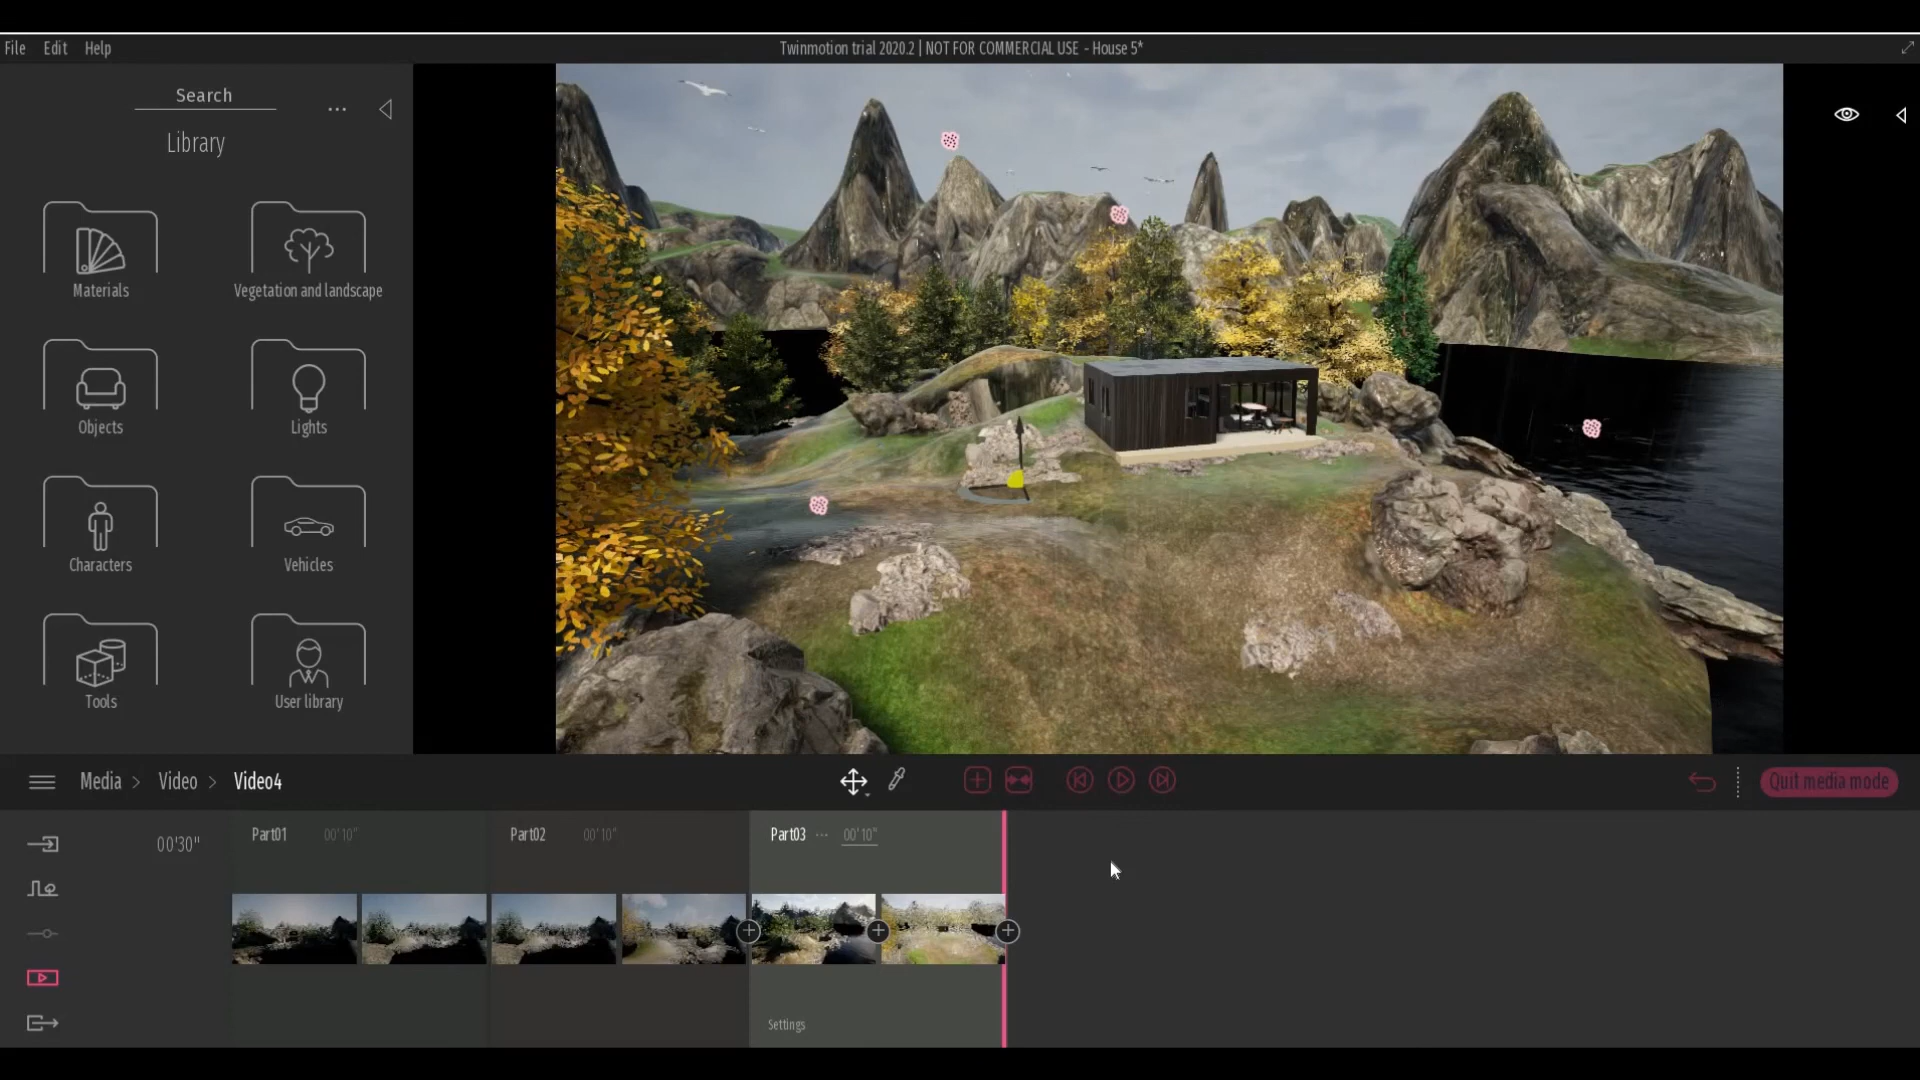 File Edit Help
Twinmotion trial 2020.2 | NOT FOR COMMERCIAL USE - House 5*
Search
Library
Materials
Vegetation and landscape
Objects
Lights
Characters
Vehicles
Tools
User library
Media > Video > Video4
Quit media mode
00'30"
Part01 00'10"
Part02 00'10"
Part03 ... 00'10"
Settings